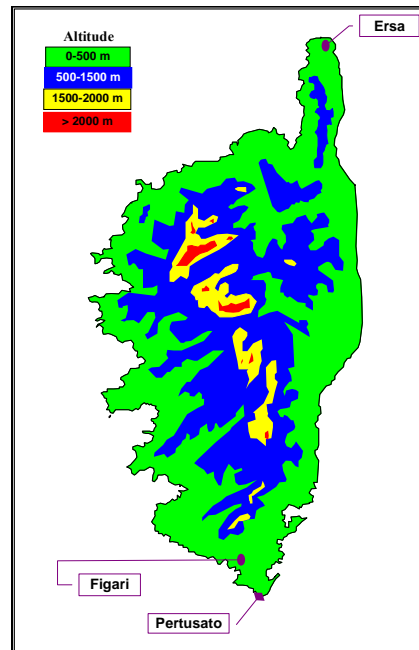 Ersa
Altitude
0-500 m
500-1500 m
1500-2000 m
> 2000 m
Figari
Pertusato